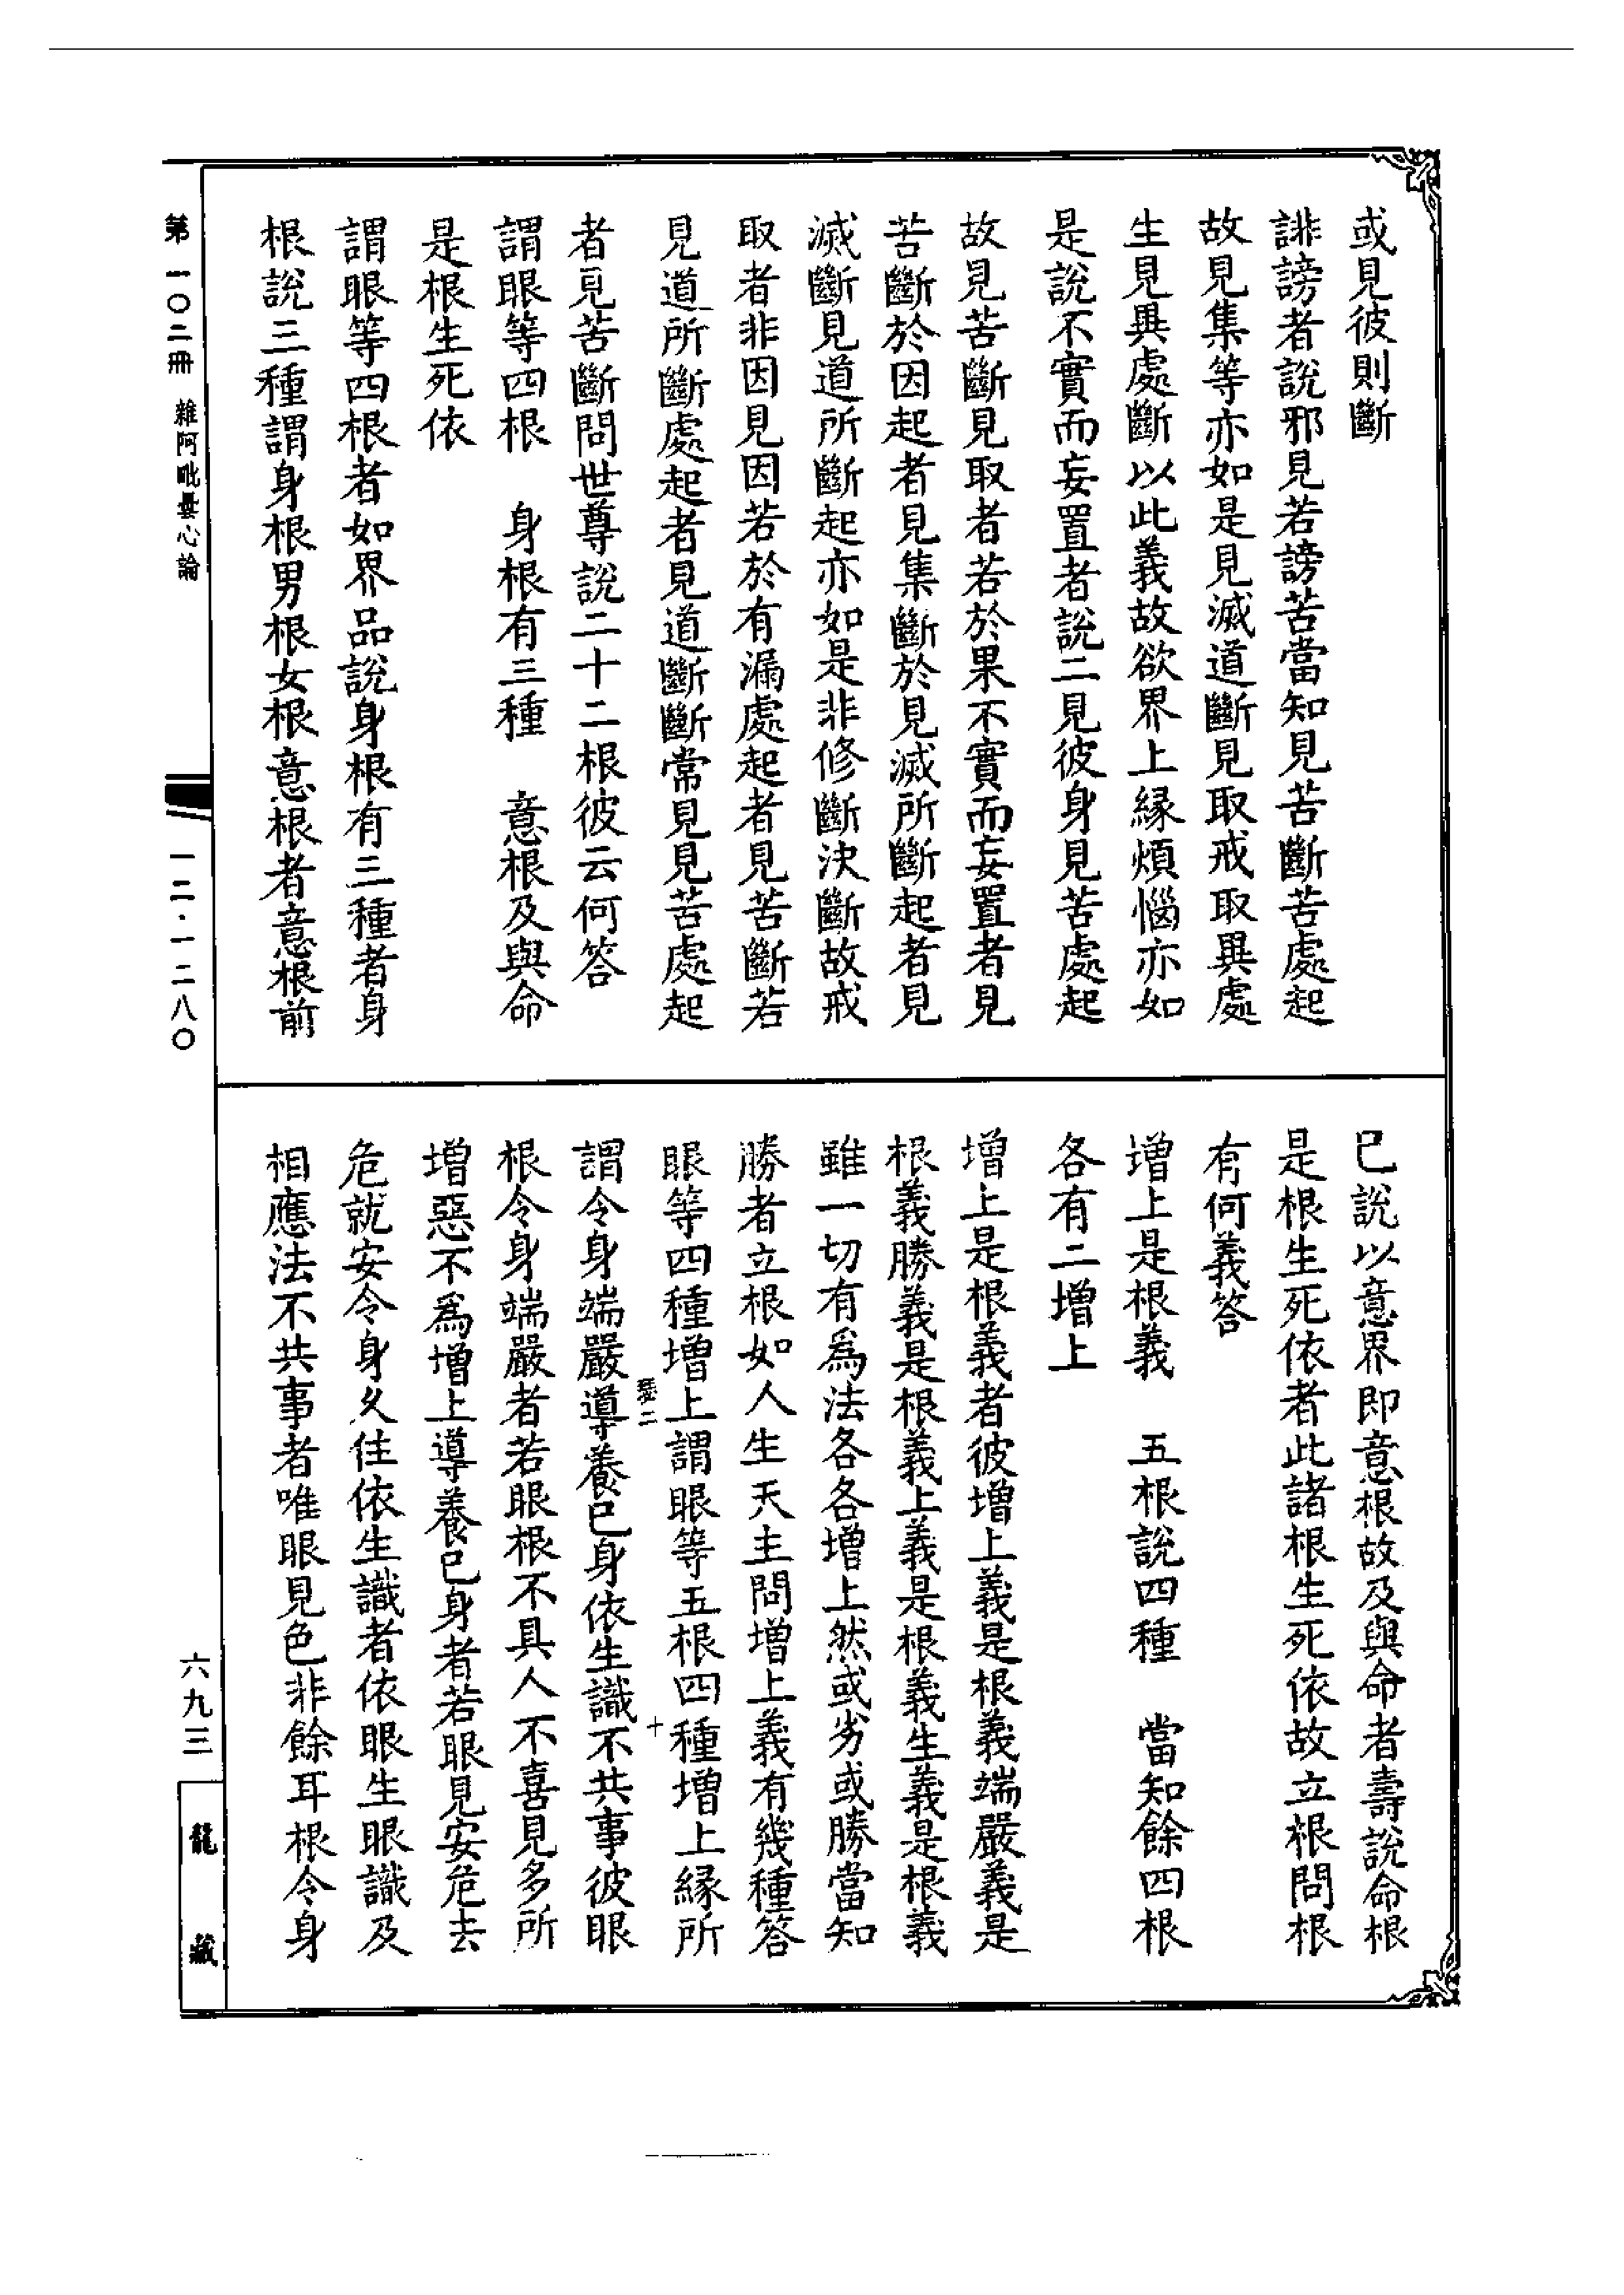 或見彼則斷
誹謗者說邪見若謗苦當知見苦斷苦處起
故見集等亦如是見滅道斷見取戒取異處
生見異處斷以此義故欲界上緣煩惱亦如
是說不實而妄置者說二見彼身見苦處起
故見苦斷見取者若於果不實而妄置者見
苦斷於因起者見集斷於見滅所斷起者見
滅斷見道所斷起亦如是非修斷決斷故戒
取者非因見因若於有漏處起者見苦斷若
見道所斷處起者見道斷斷常見見苦處起
者見苦斷問世尊說二十二根彼云何答
謂眼等四根　身根有三種　意根及與命
是根生死依
謂眼等四根者如界品說身根有三種者身
根說三種謂身根男根女根意根者意根前
第一〇二冊　雜阿毗曇心論
一二·一二八〇
已說以意界即意根故及與命者壽說命根
是根生死依者此諸根生死依故立根問根
有何義答
增上是根義　五根說四種　當知餘四根
各有二增上
增上是根義者彼增上義是根義端嚴義是
根義勝義是根義上義是根義生義是根義
雖一切有為法各各增上然或劣或勝當知
勝者立根如人生天主問增上義有幾種答
眼等四種增上謂眼等五根四種增上緣所
謂令身端嚴導養已身依生識不共事彼眼
根令身端嚴者若眼根不具人不喜見多所
增惡不為增上導養已身者若眼見安危去
危就安令身久住依生識者依眼生眼識及
相應法不共事者唯眼見色非餘耳根令身
十
六九三
龍藏